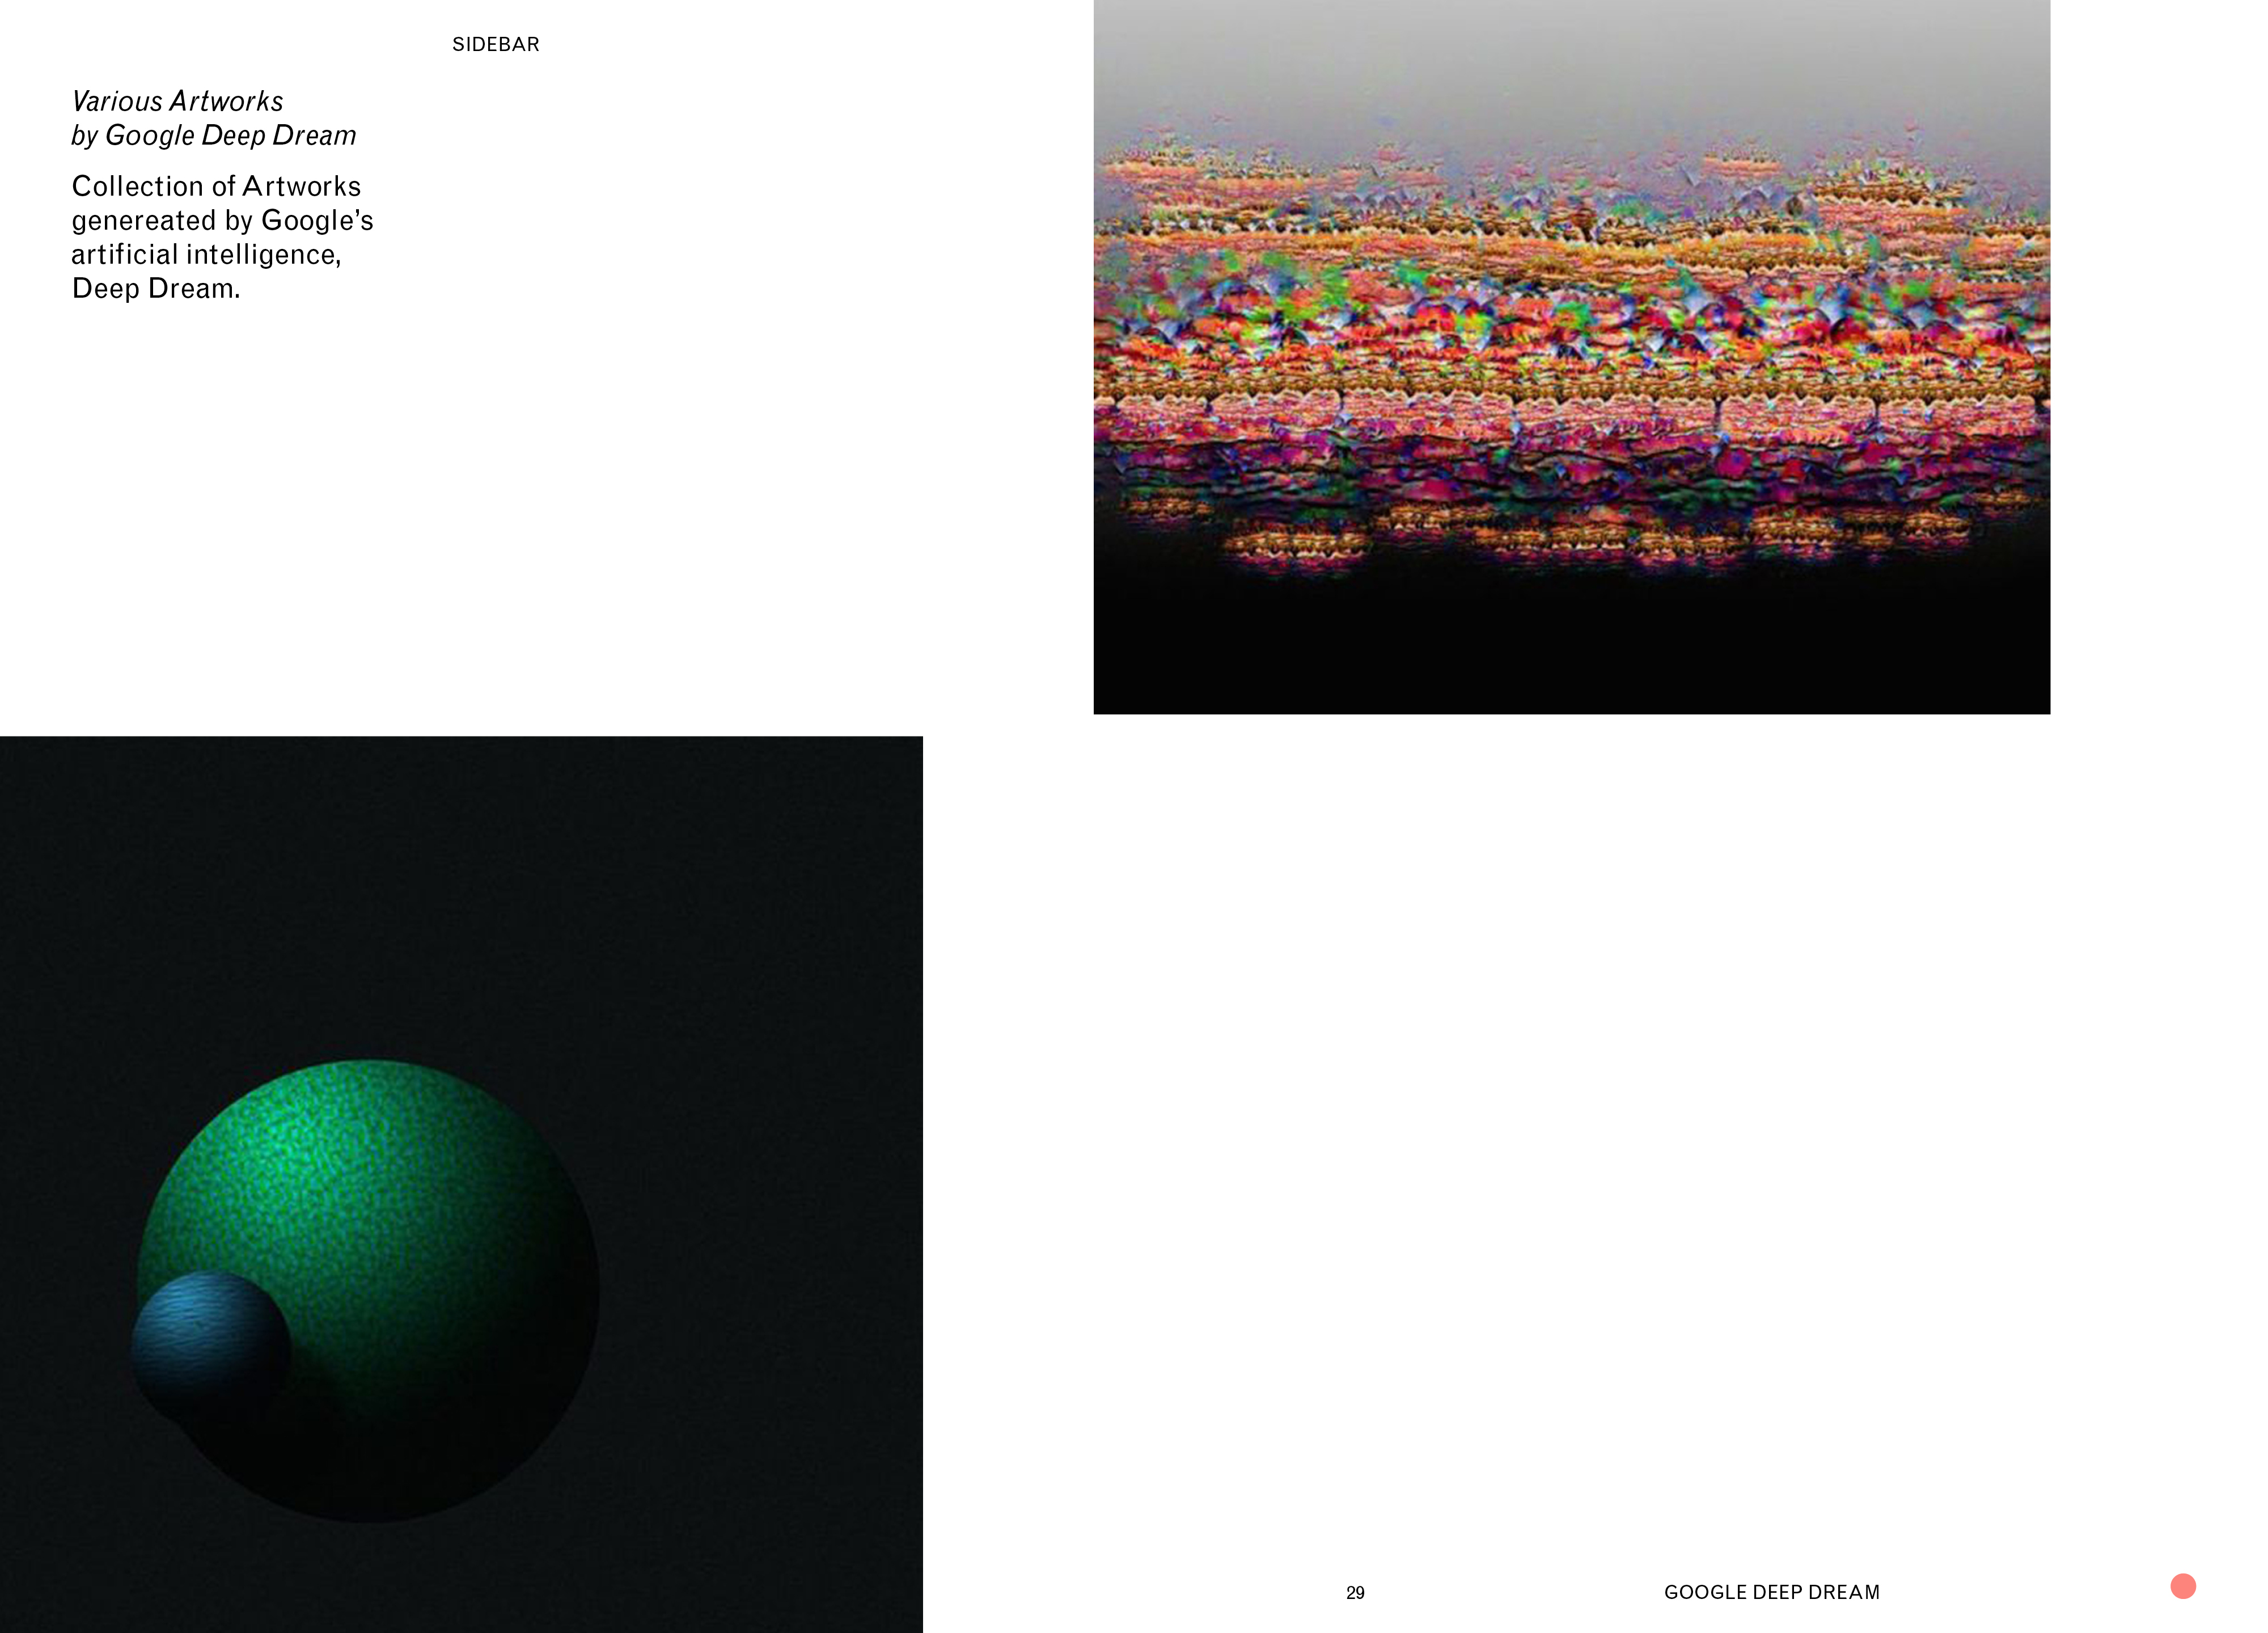 SIDEBAR
Various Artworks
by Google Deep Dream
Collection of Artworks
genereated by Google’s
artificial intelligence,
Deep Dream.
29
GOOGLE DEEP DREAM